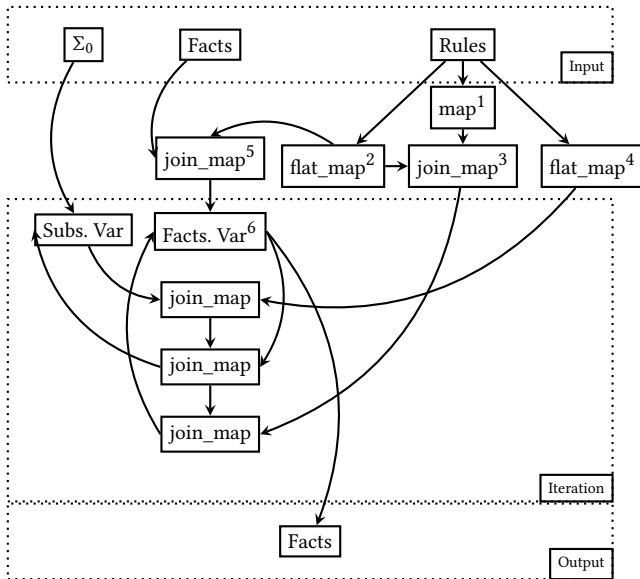 Σ₀
Facts
Rules
Input
map¹
join_map⁵
flat_map²
join_map³
flat_map⁴
Subs. Var
Facts. Var⁶
join_map
join_map
join_map
Iteration
Facts
Output